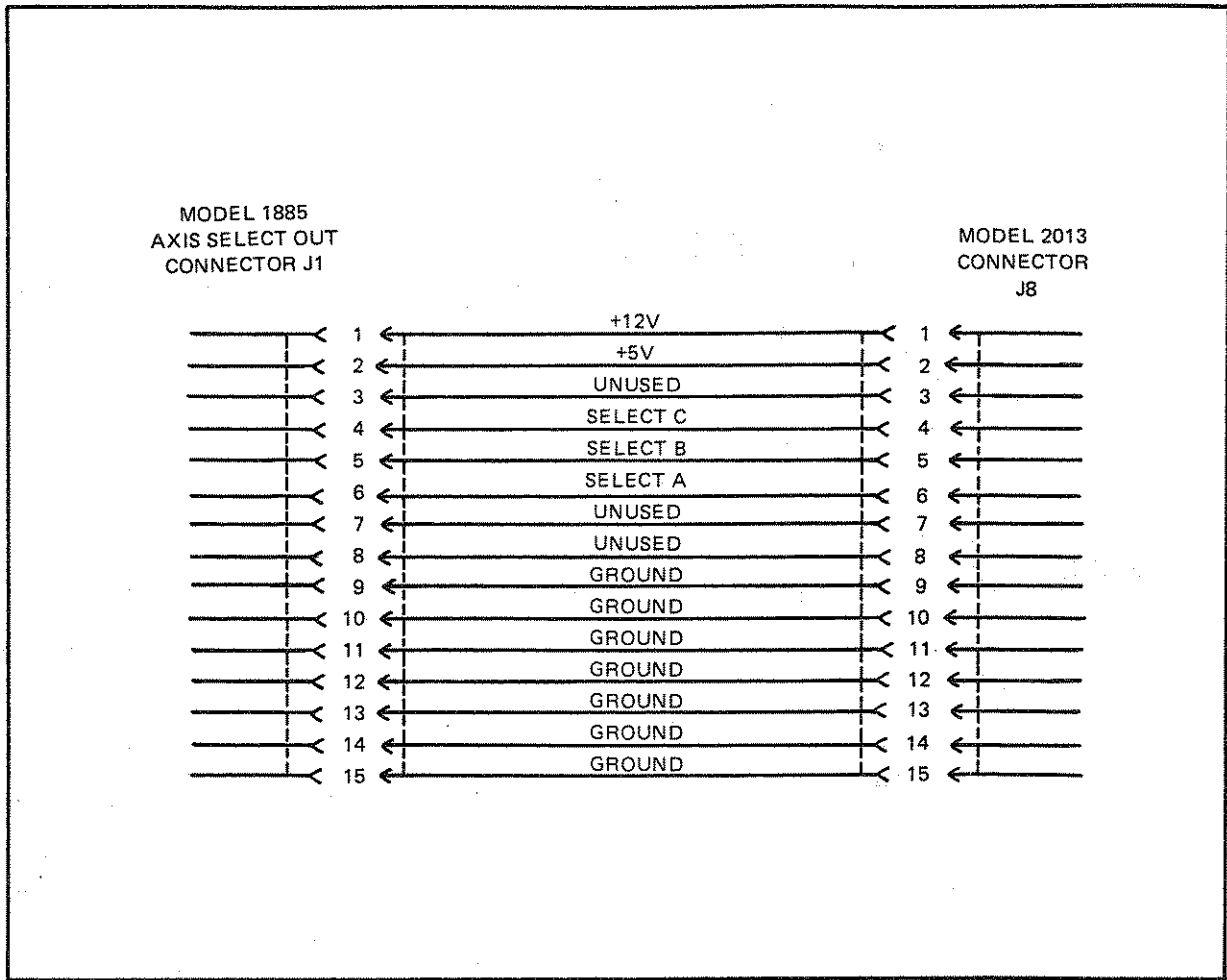 MODEL 1885
AXIS SELECT OUT
CONNECTOR J1
MODEL 2013
CONNECTOR
J8
1 +12V 1
2 +5V 2
3 UNUSED 3
4 SELECT C 4
5 SELECT B 5
6 SELECT A 6
7 UNUSED 7
8 UNUSED 8
9 GROUND 9
10 GROUND 10
11 GROUND 11
12 GROUND 12
13 GROUND 13
14 GROUND 14
15 GROUND 15